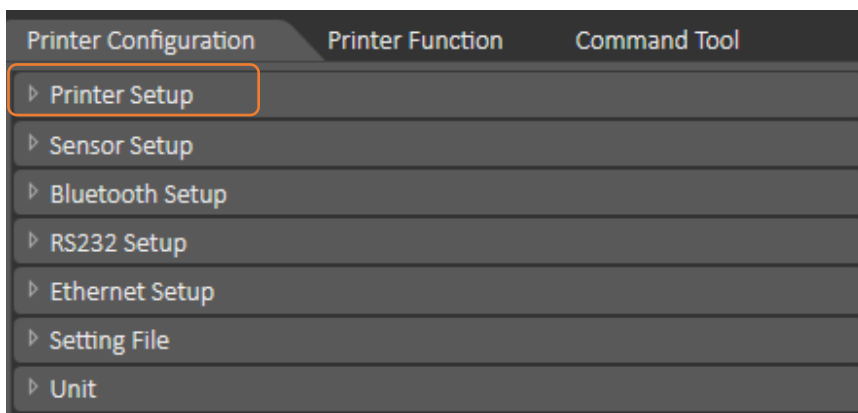 Printer Configuration Printer Function Command Tool
Printer Setup
Sensor Setup
Bluetooth Setup
RS232 Setup
Ethernet Setup
Setting File
Unit